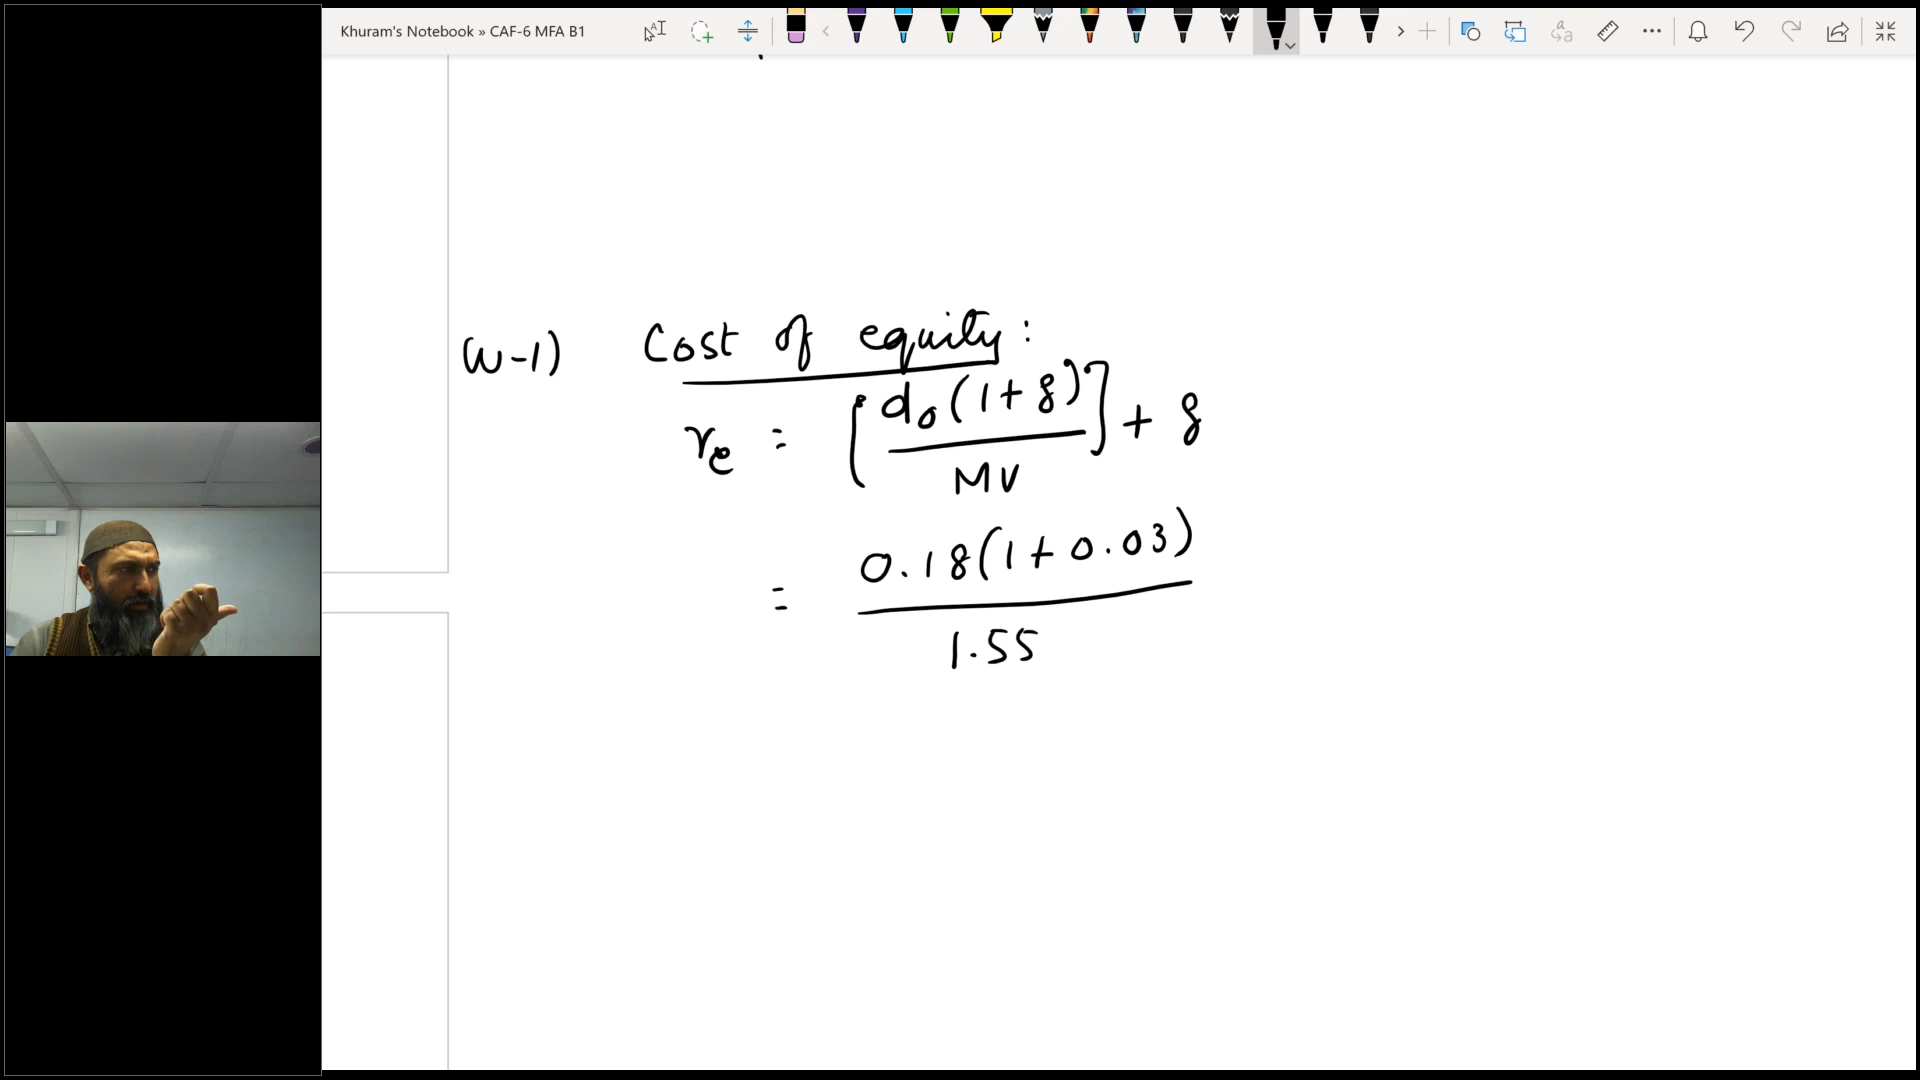 Khuram's Notebook » CAF-6 MFA B1
(W-1) Cost of equity:
re = [d₀(1+g) / MV] + g
= 0.18(1+0.03)
1.55